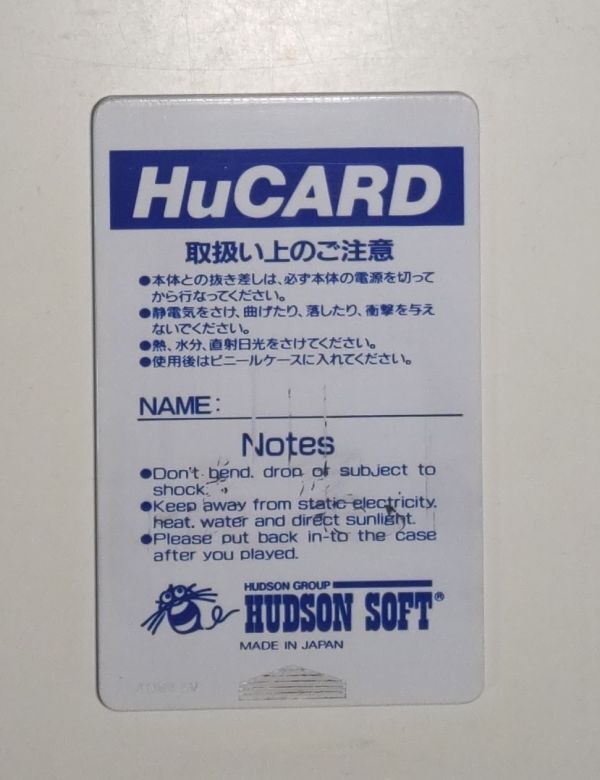 HuCARD
取扱い上のご注意
●本体との抜き差しは、必ず本体の電源を切って
から行なってください。
●静電気をさけ、曲げたり、落したり、衝撃を与え
ないでください。
●熱、水分、直射日光をさけてください。
●使用後はビニールケースに入れてください。
NAME:
Notes
●Don't bend, drop or subject to
shock.
●Keep away from static electricity,
heat, water and direct sunlight.
●Please put back in-to the case
after you played.
HUDSON GROUP
HUDSON SOFT®
MADE IN JAPAN